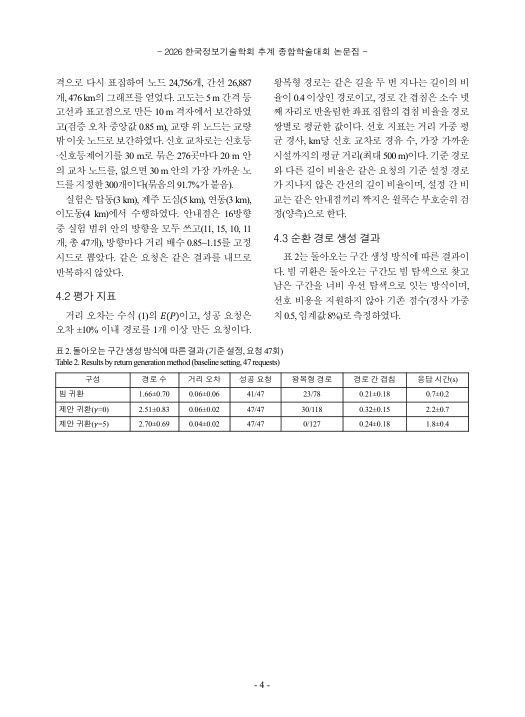 - 2026 한국정보기술학회 추계 종합학술대회 논문집 -
격으로 다시 표집하여 노드 24,756개, 간선 26,887
개, 476 km의 그래프를 얻었다. 고도는 5 m 간격 등
고선과 표고점으로 만든 10 m 격자에서 보간하였
고(검증 오차 중앙값 0.85 m), 교량 위 노드는 교량
밖 이웃 노드로 보간하였다. 신호 교차로는 신호등
·신호등제어기를 30 m로 묶은 276곳마다 20 m 안
의 교차 노드를, 없으면 30 m 안의 가장 가까운 노
드를 지정한 300개이다(묶음의 91.7%가 붙음).
실험은 탑동(3 km), 제주 도심(5 km), 연동(3 km),
이도동(4 km)에서 수행하였다. 안내점은 16방향
중 실험 범위 안의 방향을 모두 쓰고(11, 15, 10, 11
개, 총 47개), 방향마다 거리 배수 0.85–1.15를 고정
시드로 뽑았다. 같은 요청은 같은 결과를 내므로
반복하지 않았다.
4.2 평가 지표
거리 오차는 수식 (1)의 E(P)이고, 성공 요청은
오차 ±10% 이내 경로를 1개 이상 만든 요청이다.
왕복형 경로는 같은 길을 두 번 지나는 길이의 비
율이 0.4 이상인 경로이고, 경로 간 겹침은 소수 넷
째 자리로 반올림한 좌표 집합의 겹침 비율을 경로
쌍별로 평균한 값이다. 선호 지표는 거리 가중 평
균 경사, km당 신호 교차로 경유 수, 가장 가까운
시설까지의 평균 거리(최대 500 m)이다. 기준 경로
와 다른 길이 비율은 같은 요청의 기준 설정 경로
가 지나지 않은 간선의 길이 비율이며, 설정 간 비
교는 같은 안내점끼리 짝지은 윌콕슨 부호순위 검
정(양측)으로 한다.
4.3 순환 경로 생성 결과
표 2는 돌아오는 구간 생성 방식에 따른 결과이
다. 빔 귀환은 돌아오는 구간도 빔 탐색으로 찾고
남은 구간을 너비 우선 탐색으로 잇는 방식이며,
선호 비용을 지원하지 않아 기존 점수(경사 가중
치 0.5, 임계값 8%)로 측정하였다.
표 2. 돌아오는 구간 생성 방식에 따른 결과 (기준 설정, 요청 47회)
Table 2. Results by return generation method (baseline setting, 47 requests)
구성 경로 수 거리 오차 성공 요청 왕복형 경로 경로 간 겹침 응답 시간(s)
빔 귀환 1.66±0.70 0.06±0.06 41/47 23/78 0.21±0.18 0.7±0.2
제안 귀환(γ=0) 2.51±0.83 0.06±0.02 47/47 30/118 0.32±0.15 2.2±0.7
제안 귀환(γ=5) 2.70±0.69 0.04±0.02 47/47 0/127 0.24±0.18 1.8±0.4
- 4 -